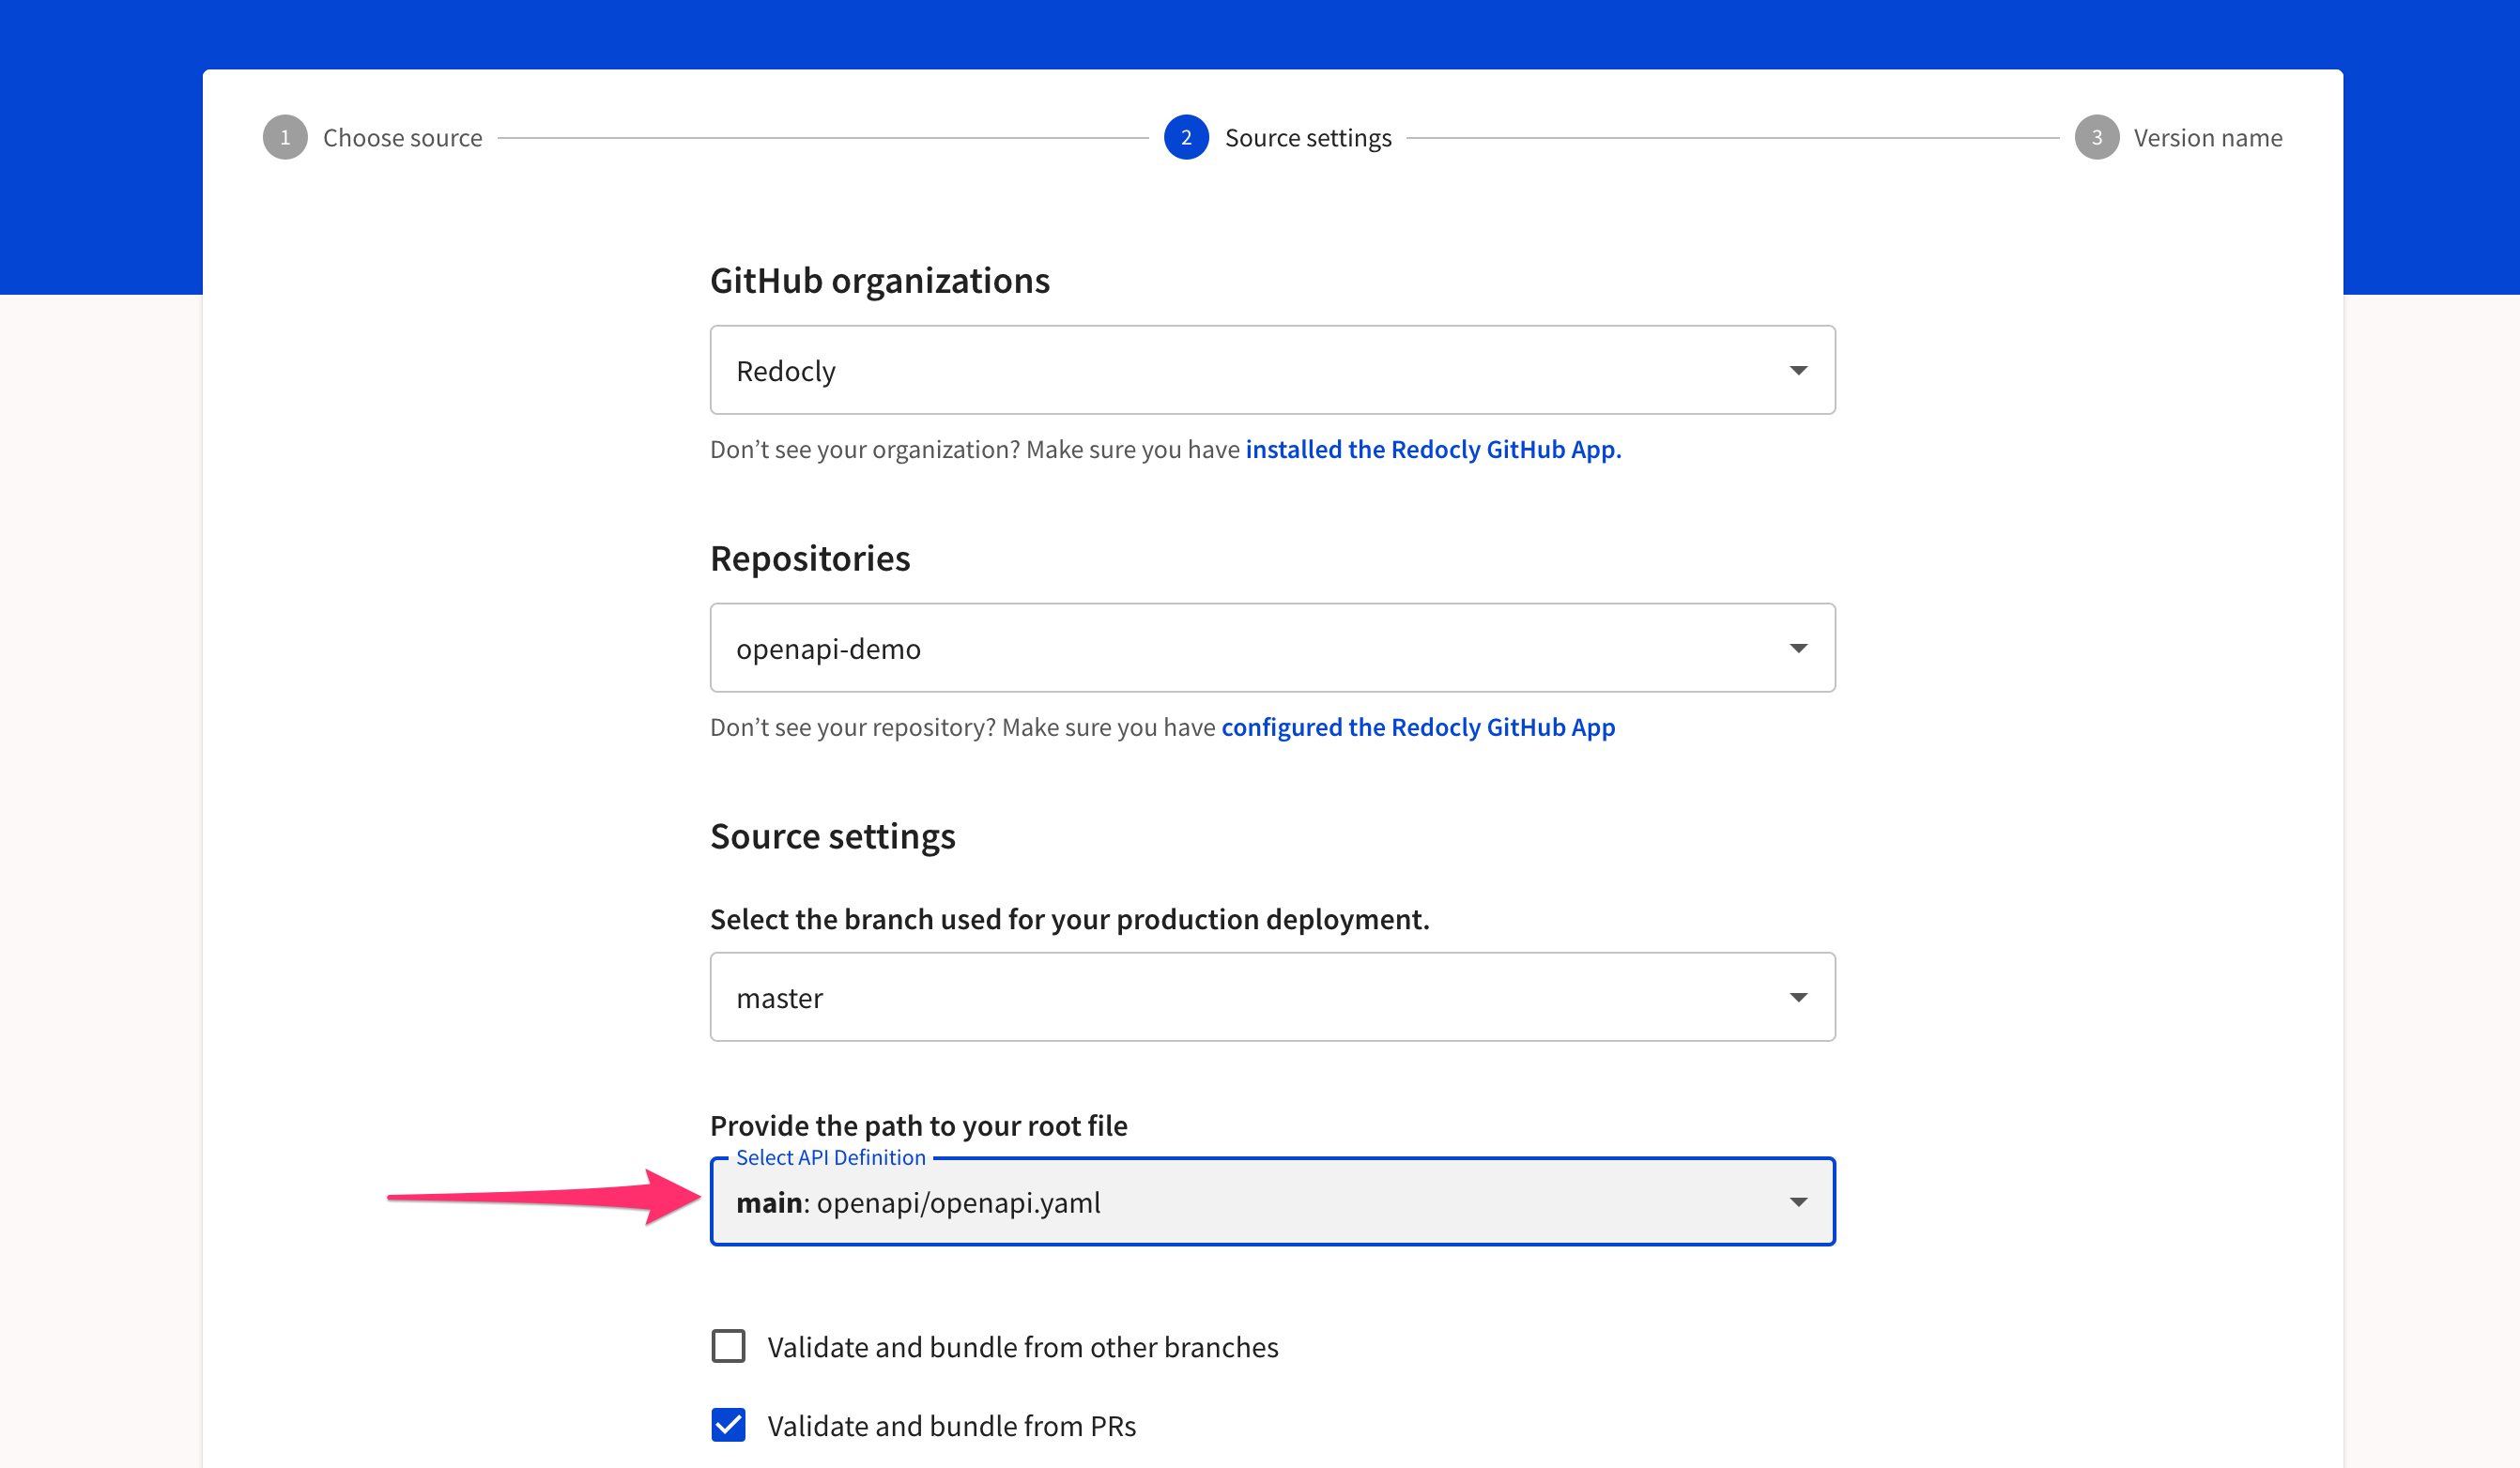 1 Choose source
2 Source settings
3 Version name
GitHub organizations
Redocly
Don’t see your organization? Make sure you have installed the Redocly GitHub App.
Repositories
openapi-demo
Don’t see your repository? Make sure you have configured the Redocly GitHub App
Source settings
Select the branch used for your production deployment.
master
Provide the path to your root file
Select API Definition
main: openapi/openapi.yaml
Validate and bundle from other branches
Validate and bundle from PRs